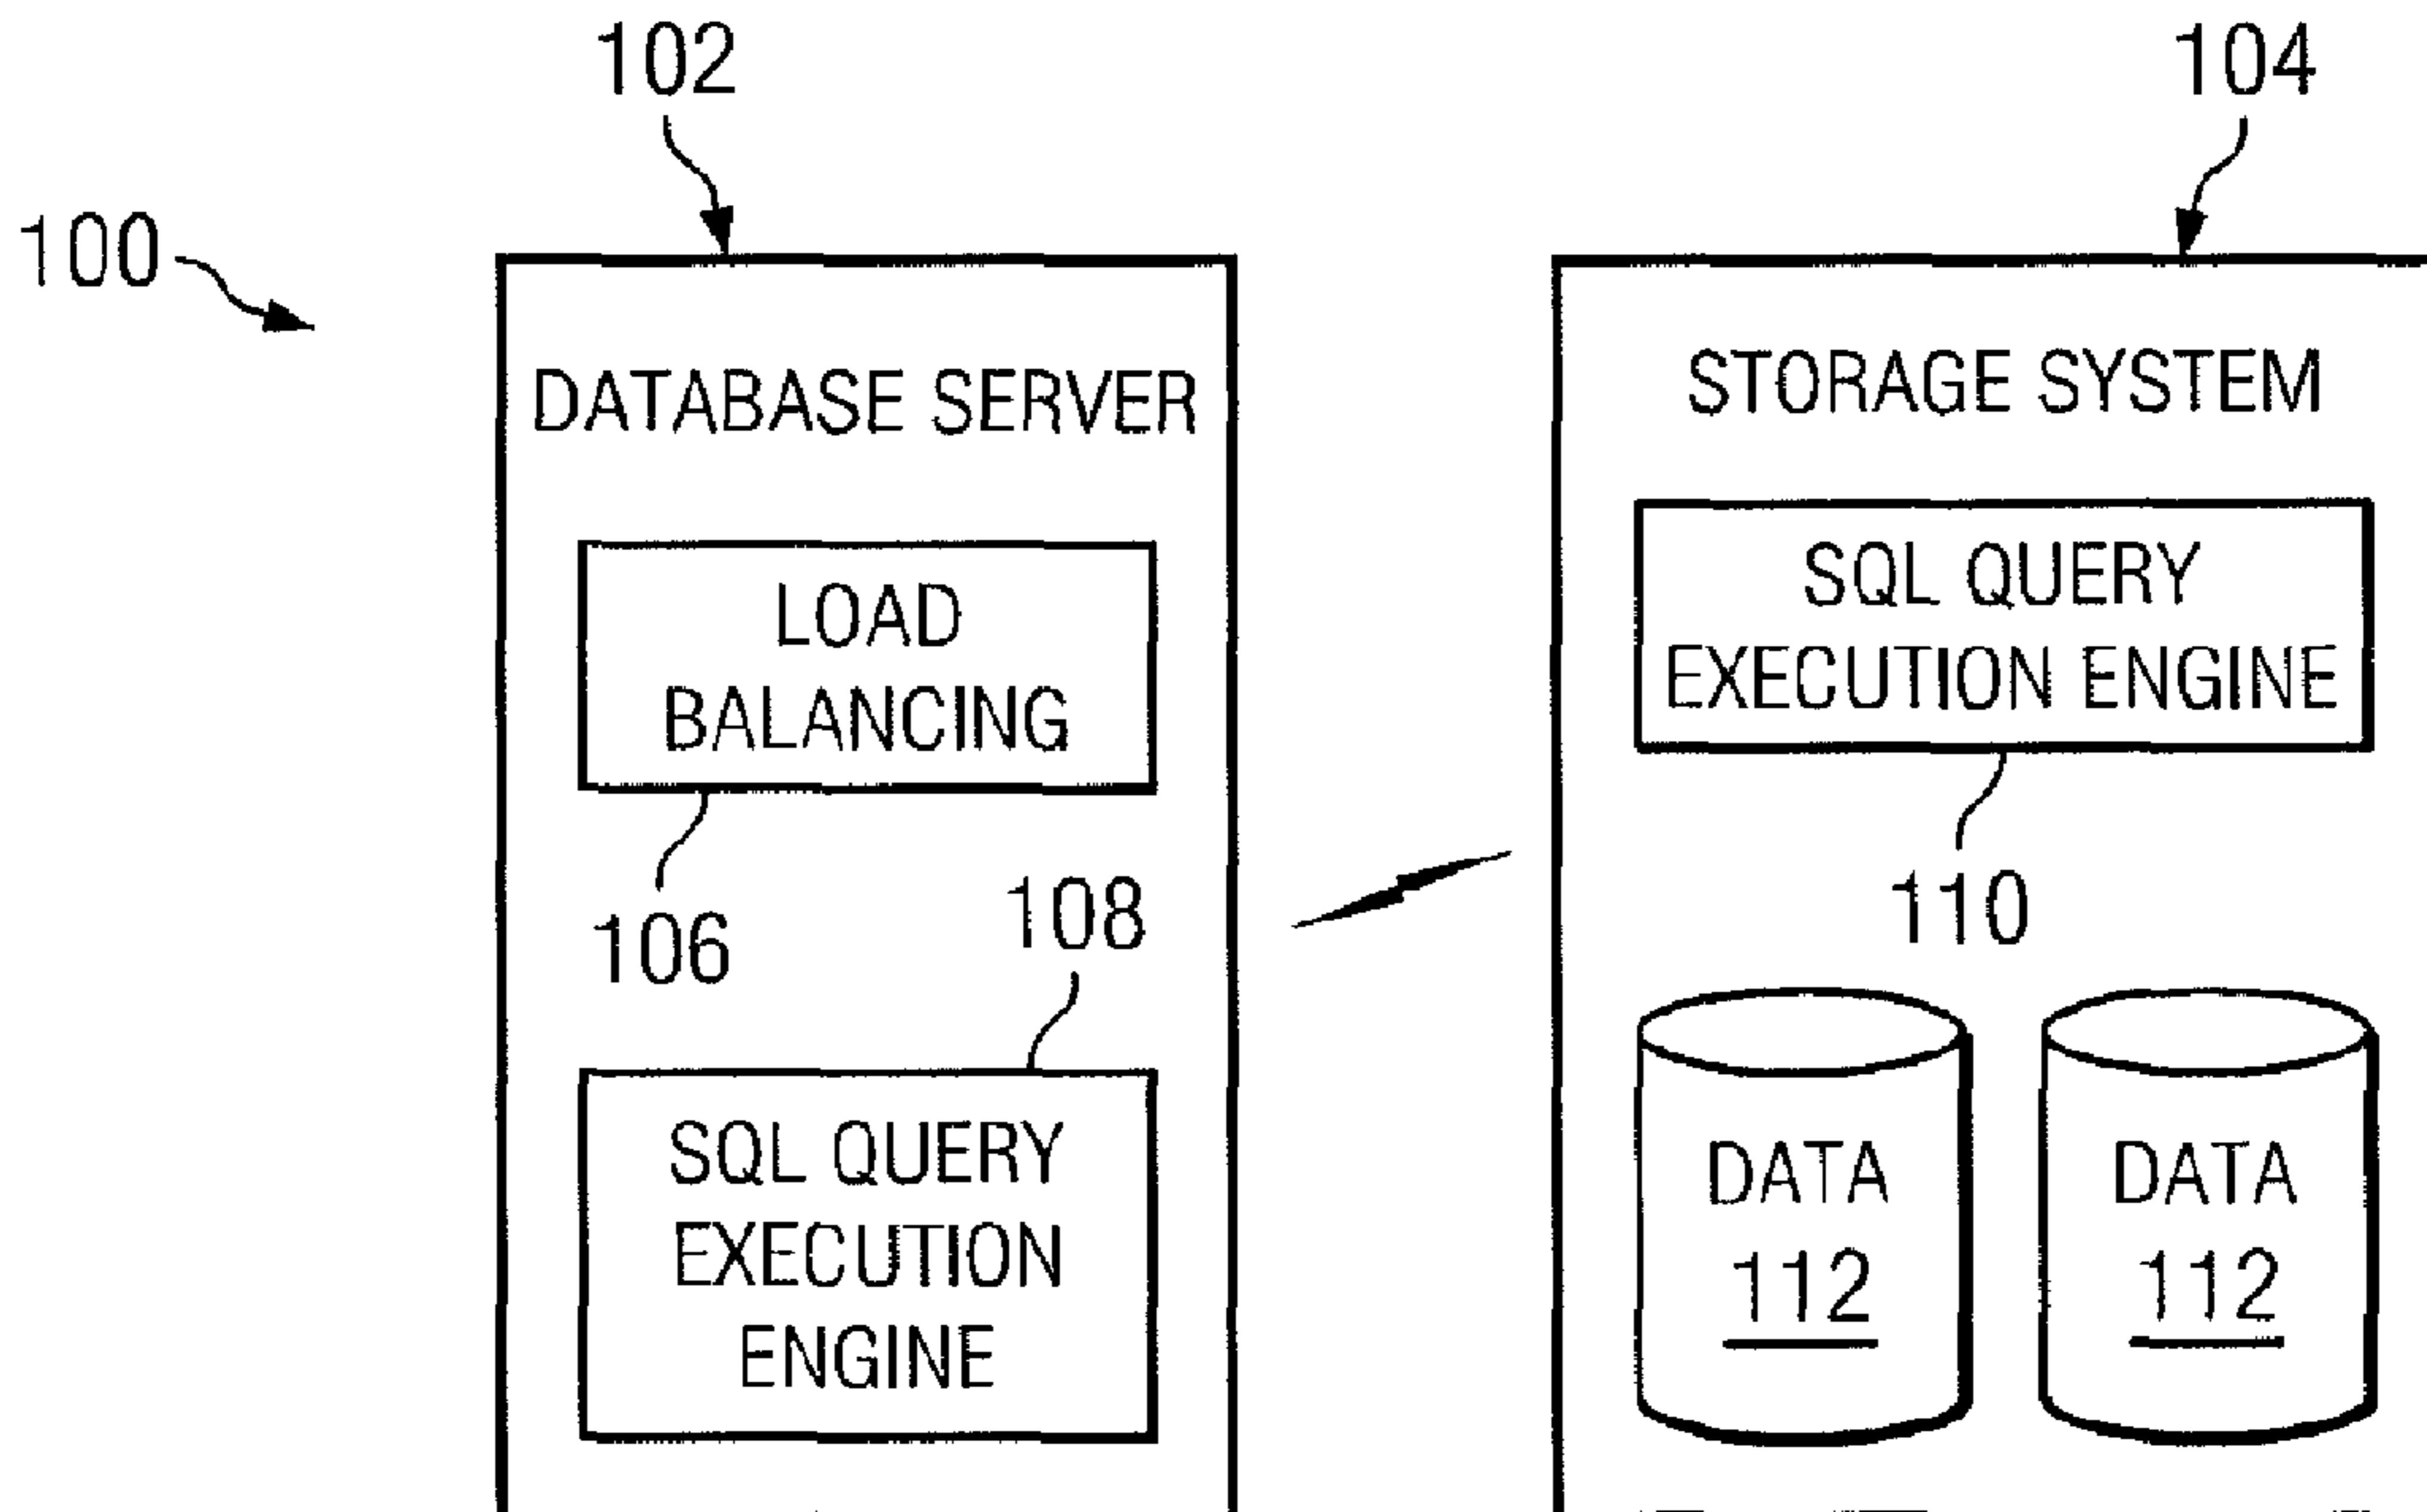 102
104
100
DATABASE SERVER
STORAGE SYSTEM
LOAD
BALANCING
SQL QUERY
EXECUTION ENGINE
106
108
110
SQL QUERY
EXECUTION
ENGINE
DATA
112
DATA
112